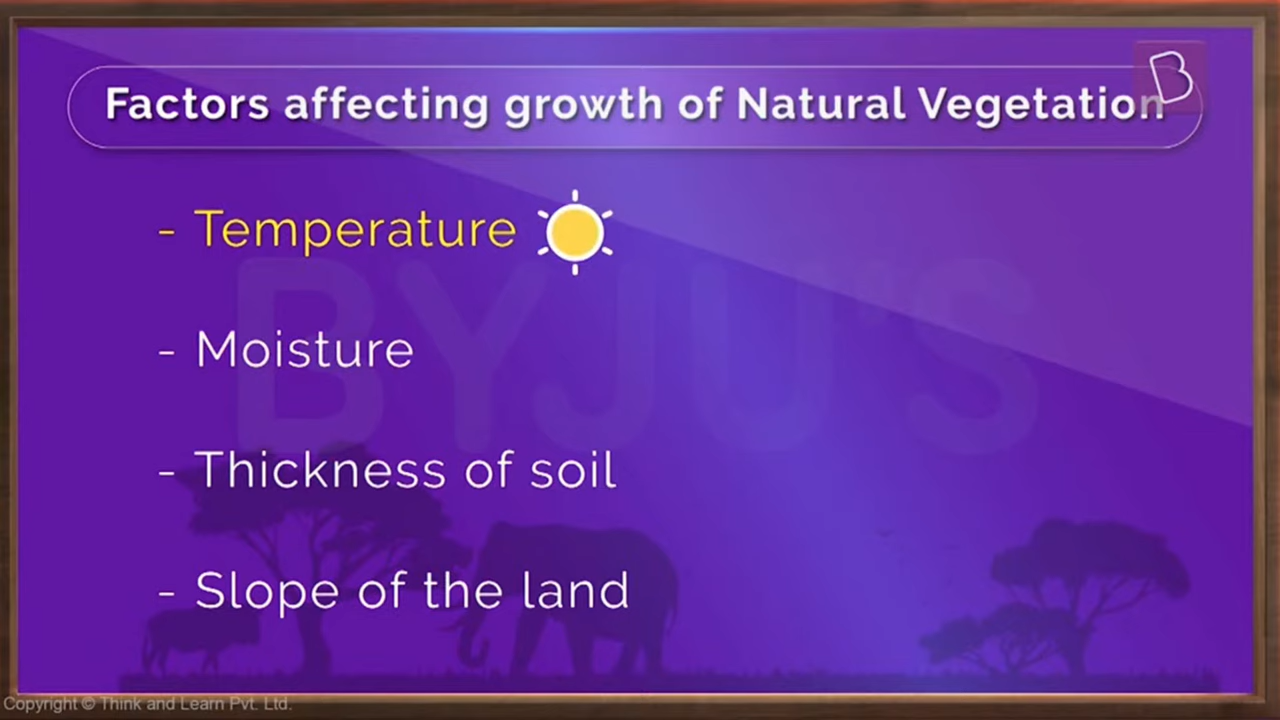 Factors affecting growth of Natural Vegetation
B
- Temperature
BYJU'S
- Moisture
- Thickness of soil
- Slope of the land
Copyright © Think and Learn Pvt. Ltd.